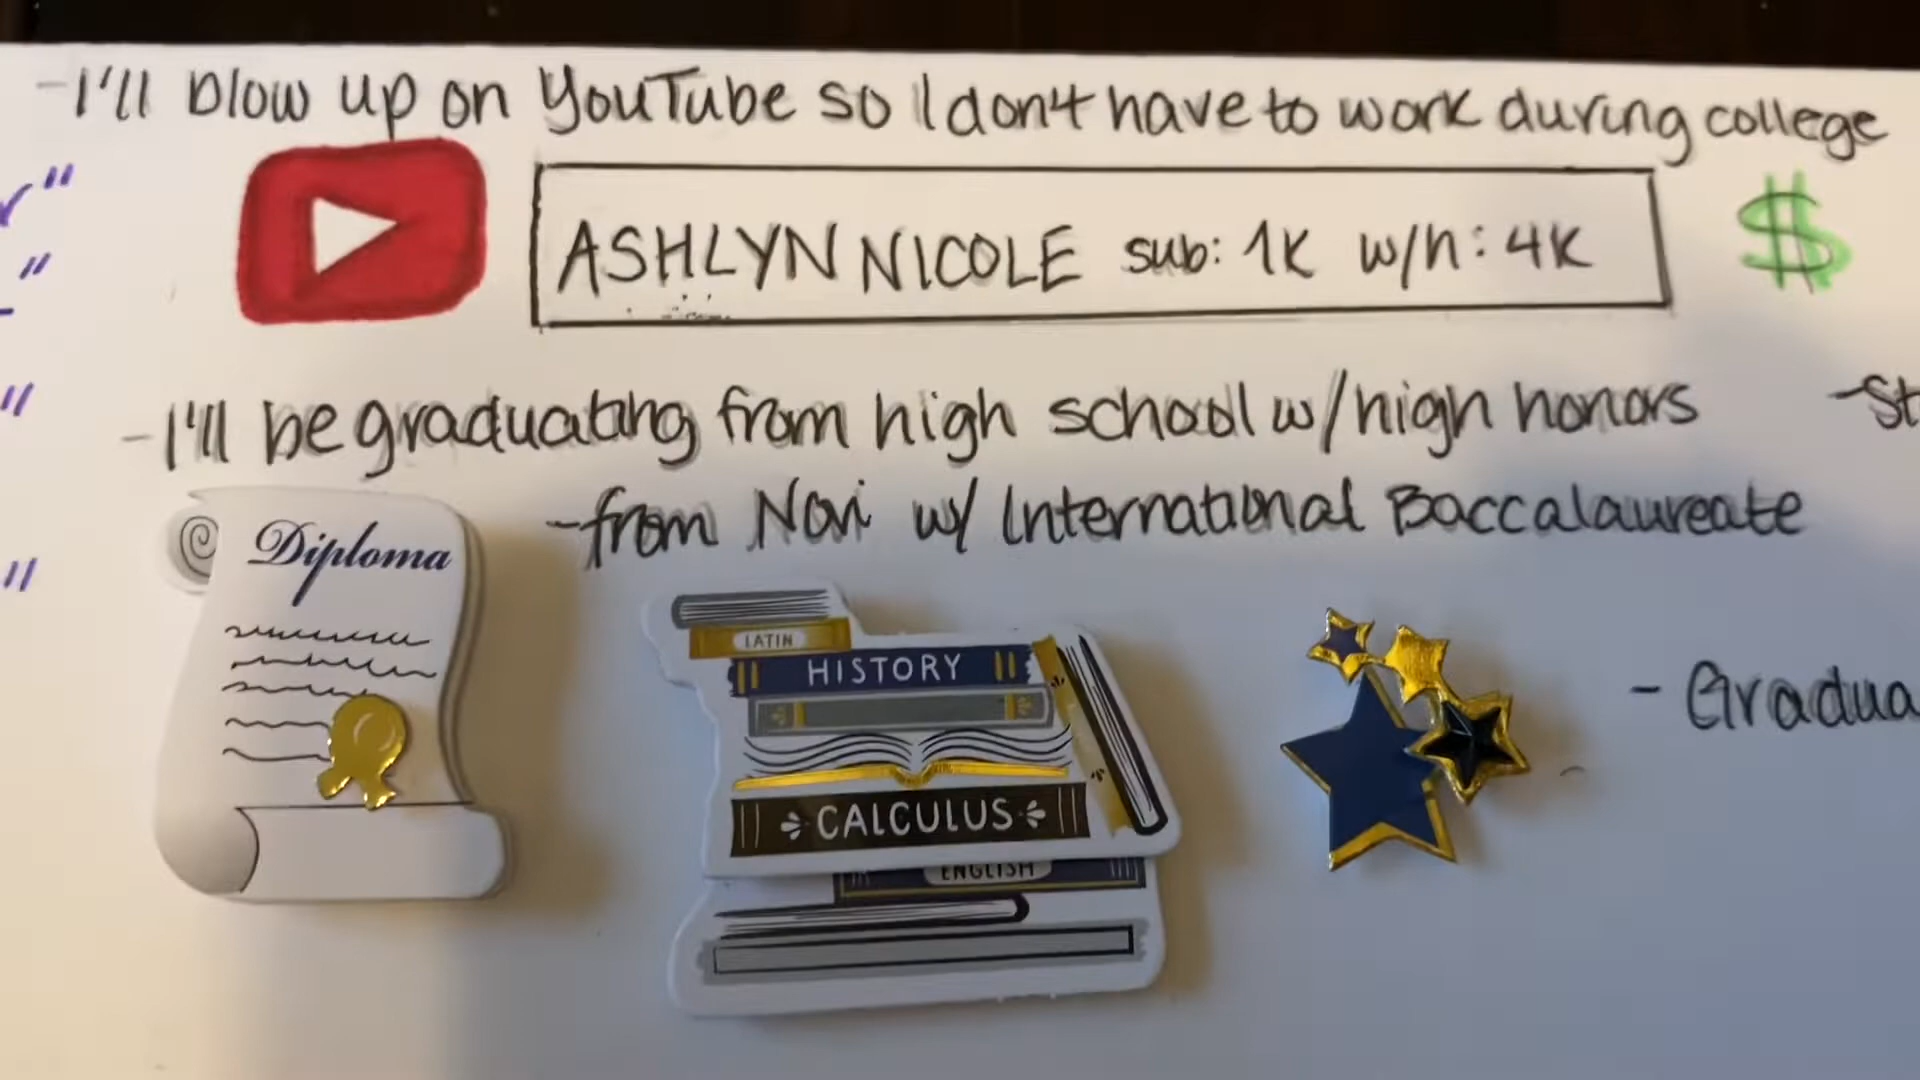 -I'll blow up on YouTube so I don't have to work during college
ASHLYN NICOLE sub: 1K w/h: 4K
$
-I'll be graduating from high school w/high honors
-from Novi w/ International Baccalaureate
Diploma
LATIN
HISTORY
CALCULUS
ENGLISH
-St
- Gradua